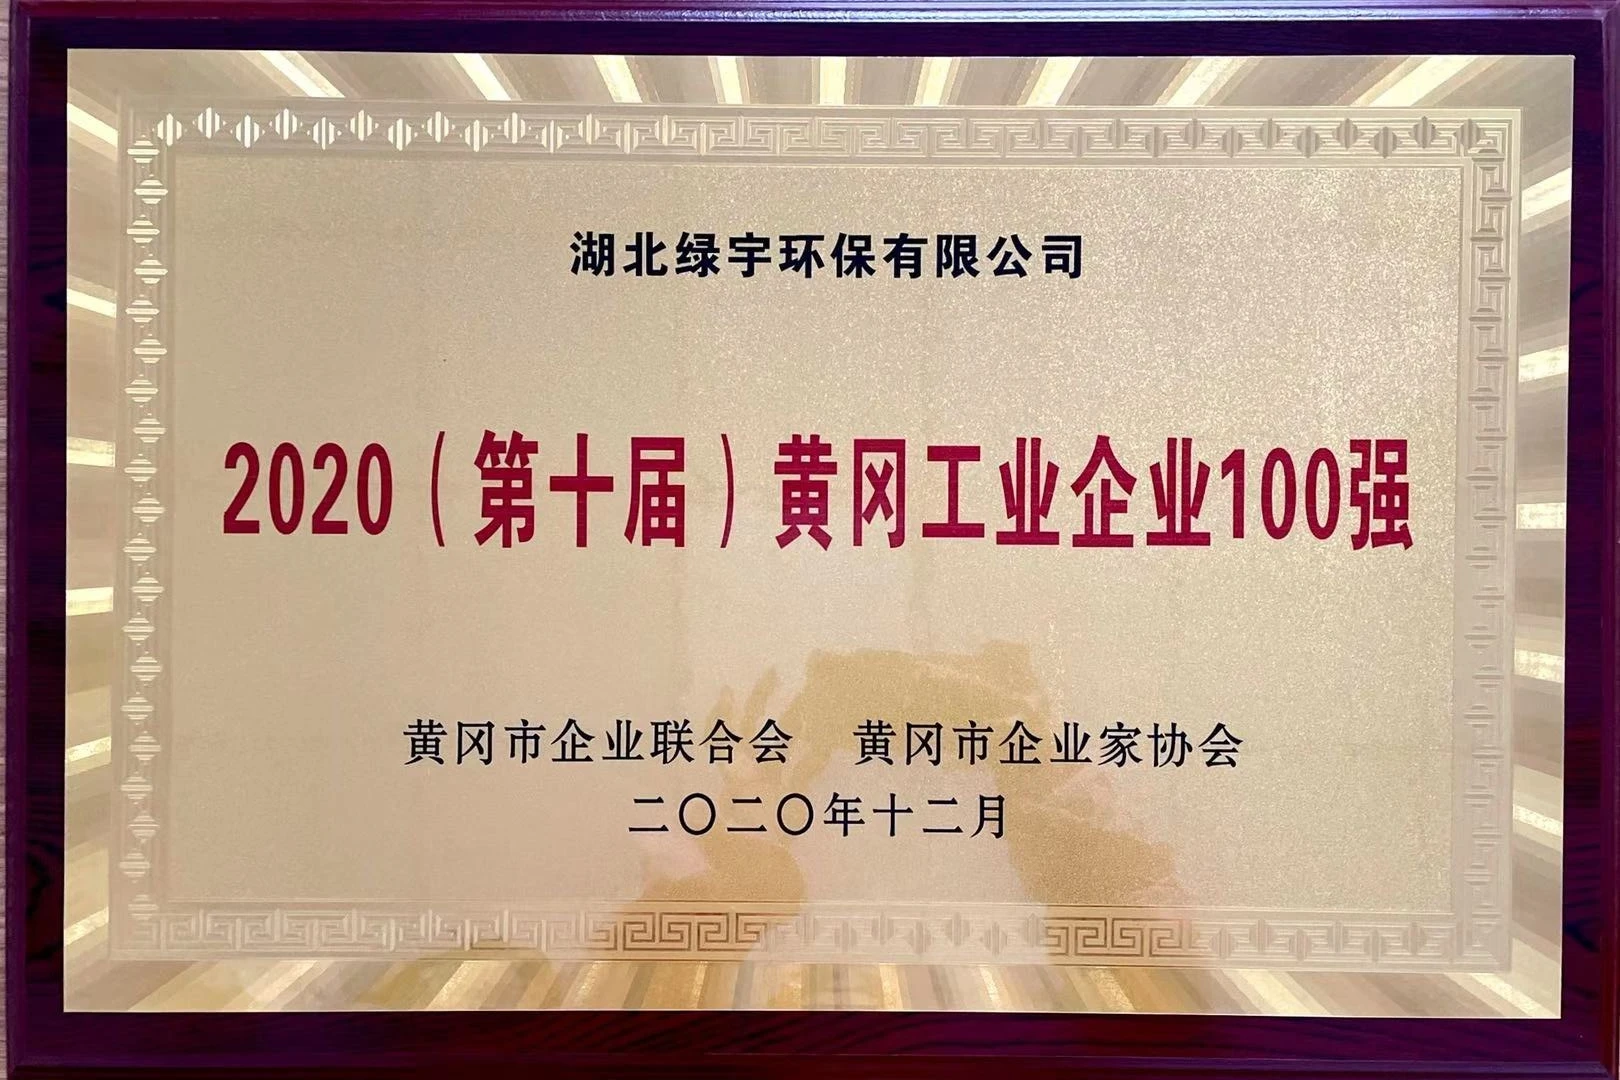 湖北绿宇环保有限公司
2020（第十届）黄冈工业企业100强
黄冈市企业联合会　黄冈市企业家协会
二〇二〇年十二月